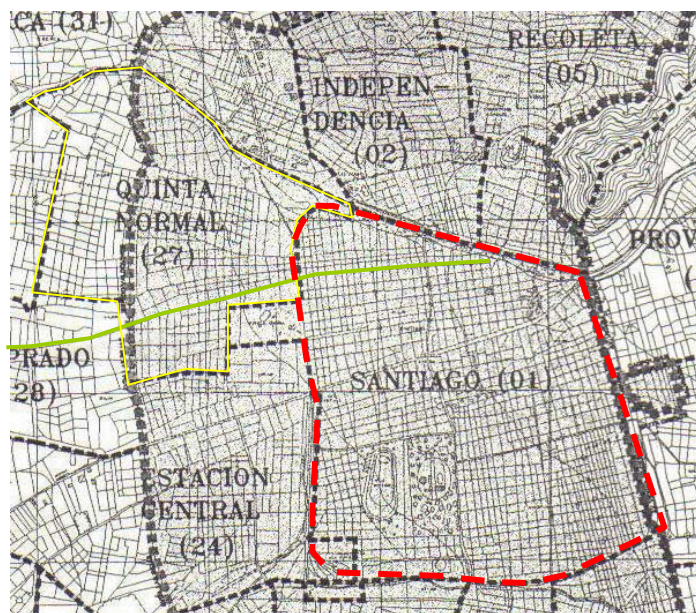 CA (31)
RECOLETA
(05)
INDEPEN-
DENCIA
(02)
QUINTA
NORMAL
(27)
PROV
PRADO
(28)
SANTIAGO (01)
ESTACION
CENTRAL
(24)